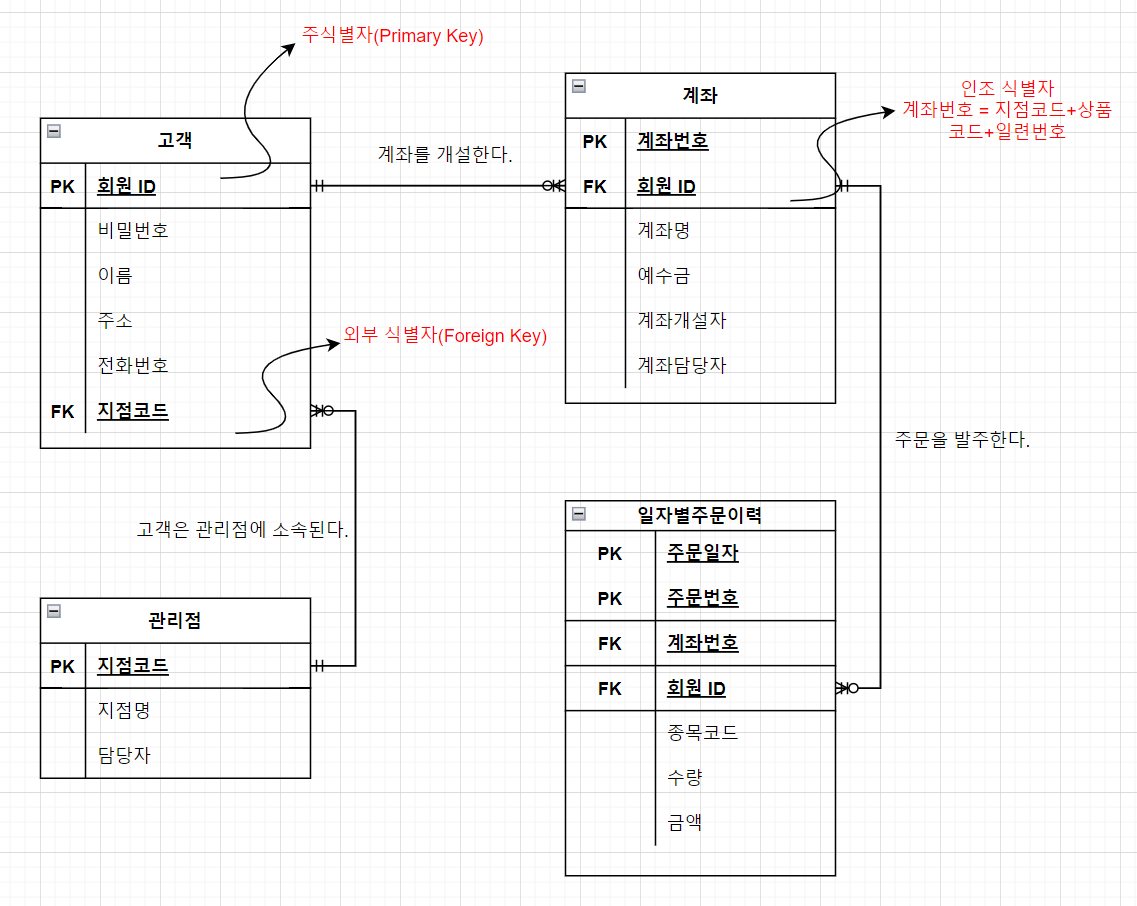 주식별자(Primary Key)
고객
PK 회원 ID
비밀번호
이름
주소
전화번호
FK 지점코드
계좌를 개설한다.
계좌
PK 계좌번호
FK 회원 ID
계좌명
예수금
계좌개설자
계좌담당자
인조 식별자
계좌번호 = 지점코드+상품
코드+일련번호
외부 식별자(Foreign Key)
주문을 발주한다.
고객은 관리점에 소속된다.
관리점
PK 지점코드
지점명
담당자
일자별주문이력
PK 주문일자
PK 주문번호
FK 계좌번호
FK 회원 ID
종목코드
수량
금액